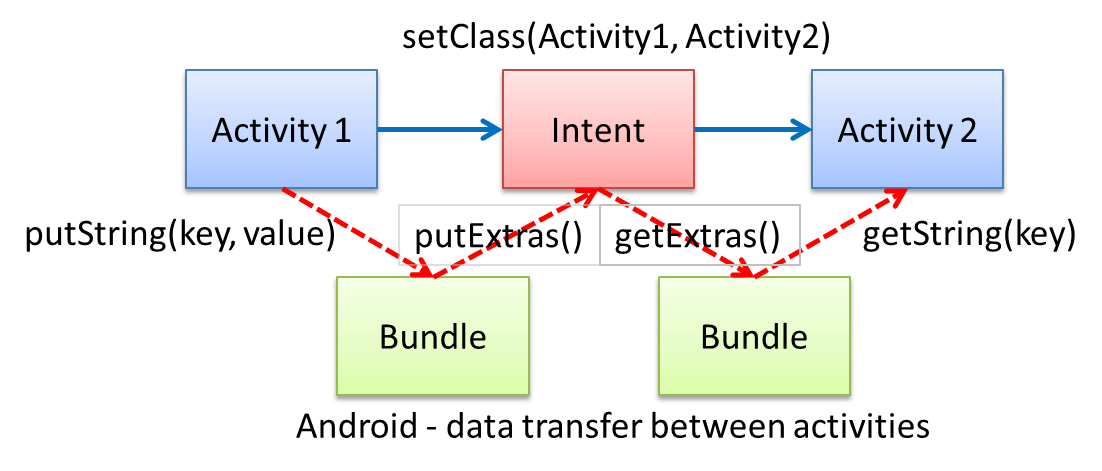 setClass(Activity1, Activity2)
Activity 1
Intent
Activity 2
putString(key, value)
putExtras()
getExtras()
getString(key)
Bundle
Bundle
Android - data transfer between activities